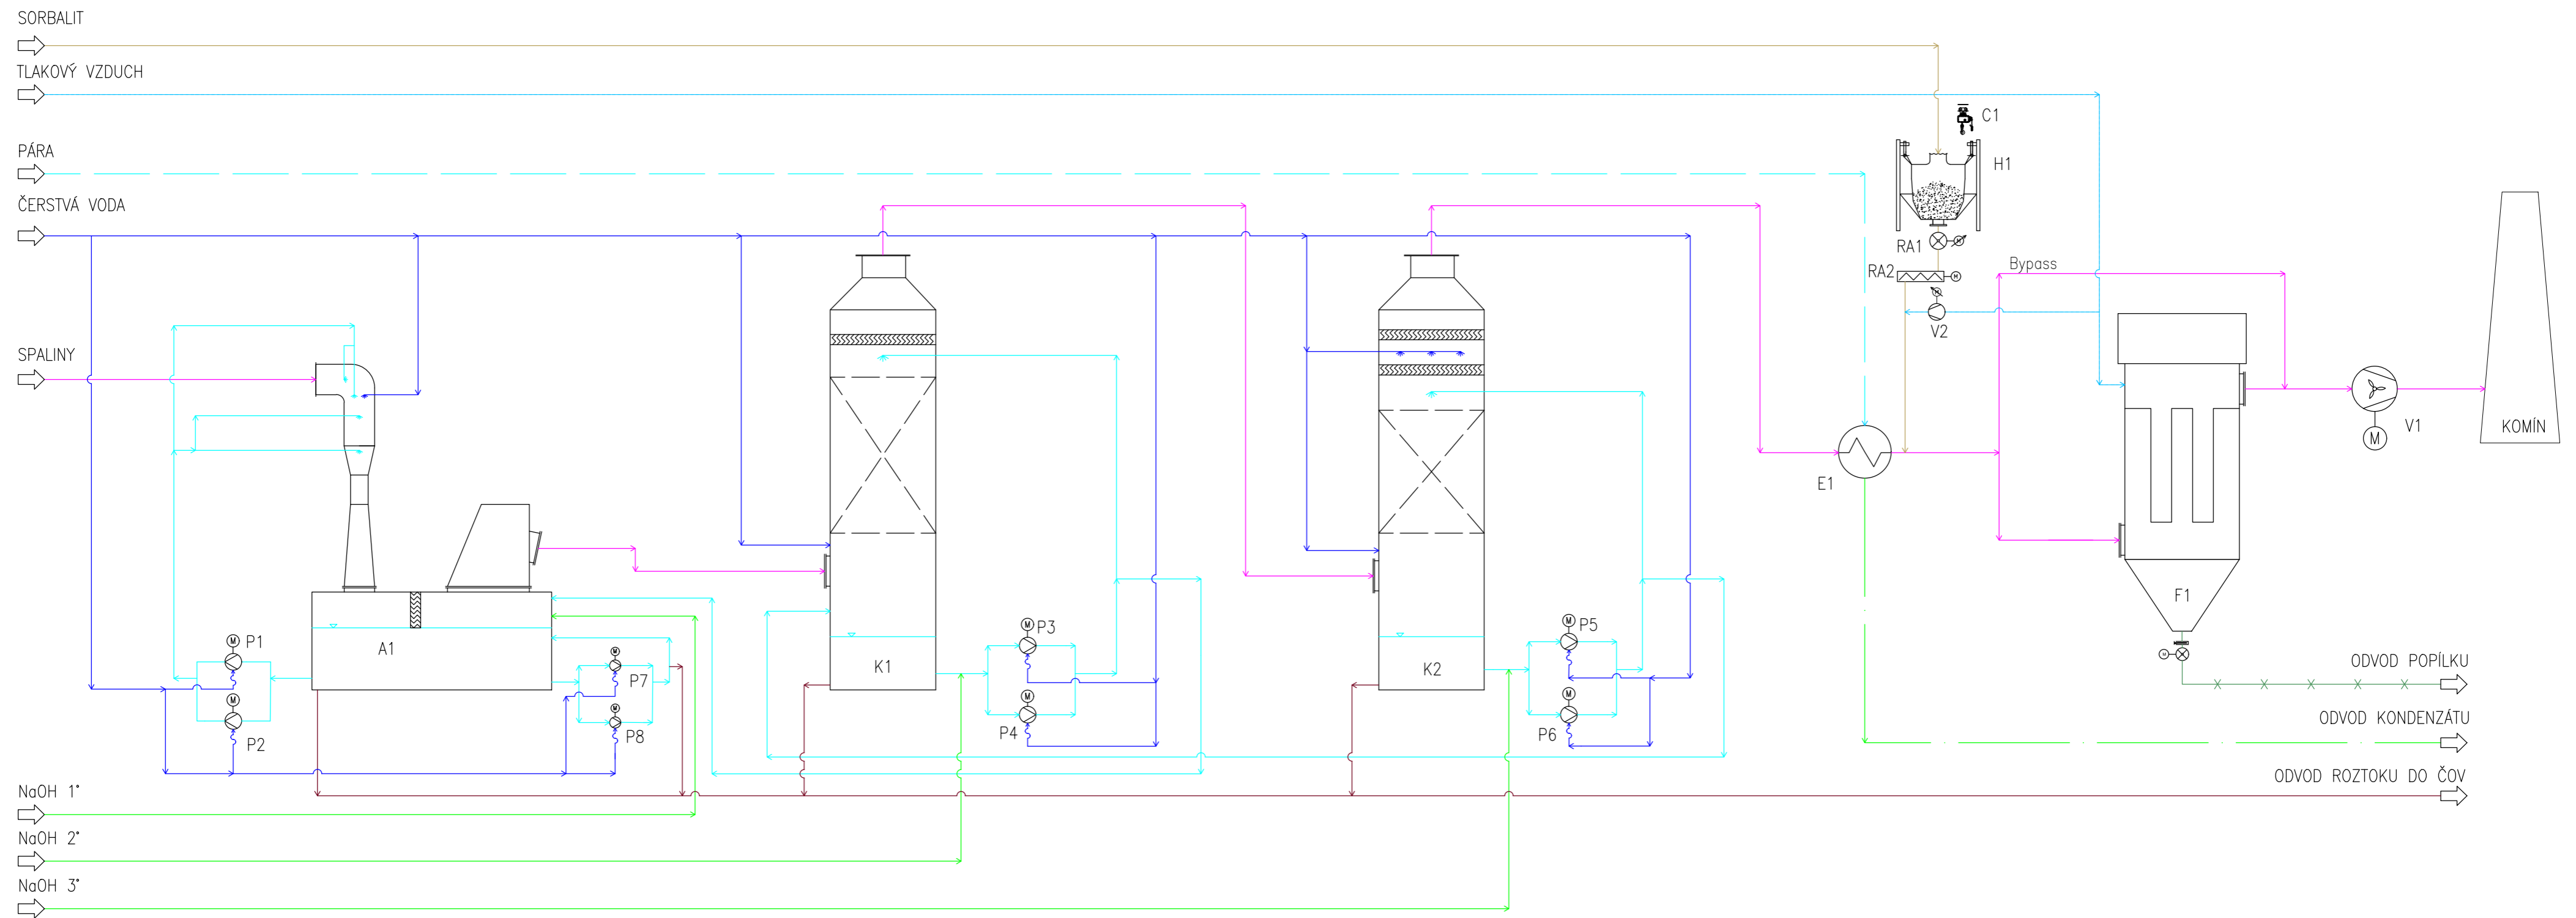 SORBALIT
TLAKOVÝ VZDUCH
C1
PÁRA
H1
ČERSTVÁ VODA
RA1
M
Bypass
RA2
M
M
V2
SPALINY
V1
M
KOMÍN
E1
F1
M
A1
K1
K2
M P1
M
P2
M
P7
M
P8
M P3
M
P4
M P5
M
P6
ODVOD POPÍLKU
ODVOD KONDENZÁTU
ODVOD ROZTOKU DO ČOV
NaOH 1°
NaOH 2°
NaOH 3°